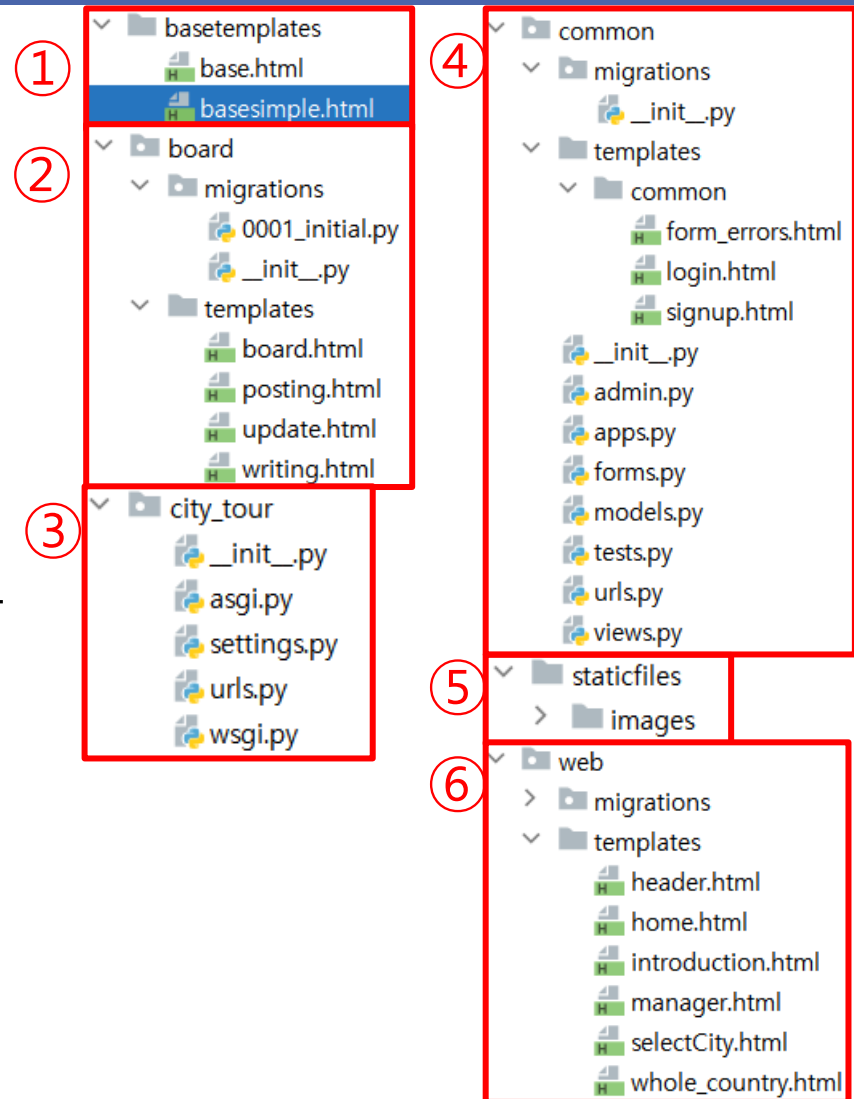 ①
basetemplates
base.html
basesimple.html
②
board
migrations
0001_initial.py
__init__.py
templates
board.html
posting.html
update.html
writing.html
③
city_tour
__init__.py
asgi.py
settings.py
urls.py
wsgi.py
④
common
migrations
__init__.py
templates
common
form_errors.html
login.html
signup.html
__init__.py
admin.py
apps.py
forms.py
models.py
tests.py
urls.py
views.py
⑤
staticfiles
images
⑥
web
migrations
templates
header.html
home.html
introduction.html
manager.html
selectCity.html
whole_country.html